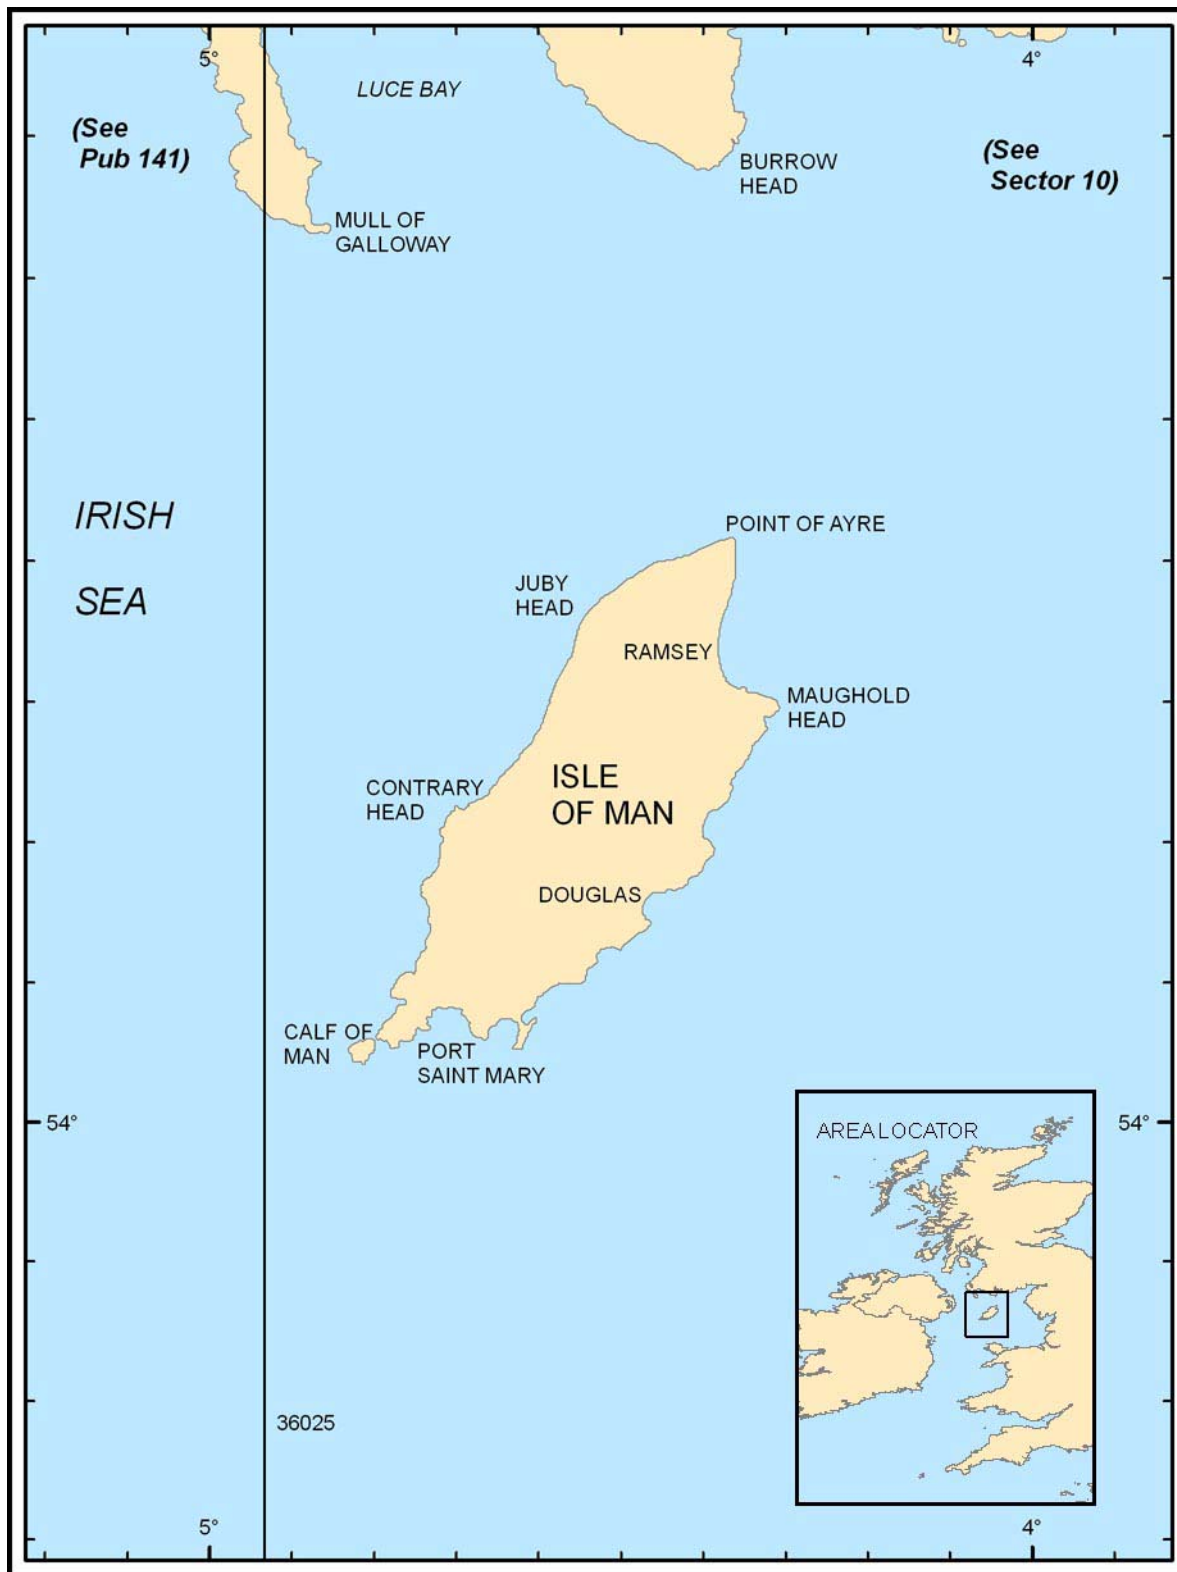 5°
4°
LUCE BAY
(See
Pub 141)
(See
Sector 10)
BURROW
HEAD
MULL OF
GALLOWAY
IRISH
SEA
POINT OF AYRE
JUBY
HEAD
RAMSEY
MAUGHOLD
HEAD
ISLE
OF MAN
CONTRARY
HEAD
DOUGLAS
CALF OF
MAN
PORT
SAINT MARY
54°
54°
AREA LOCATOR
36025
5°
4°